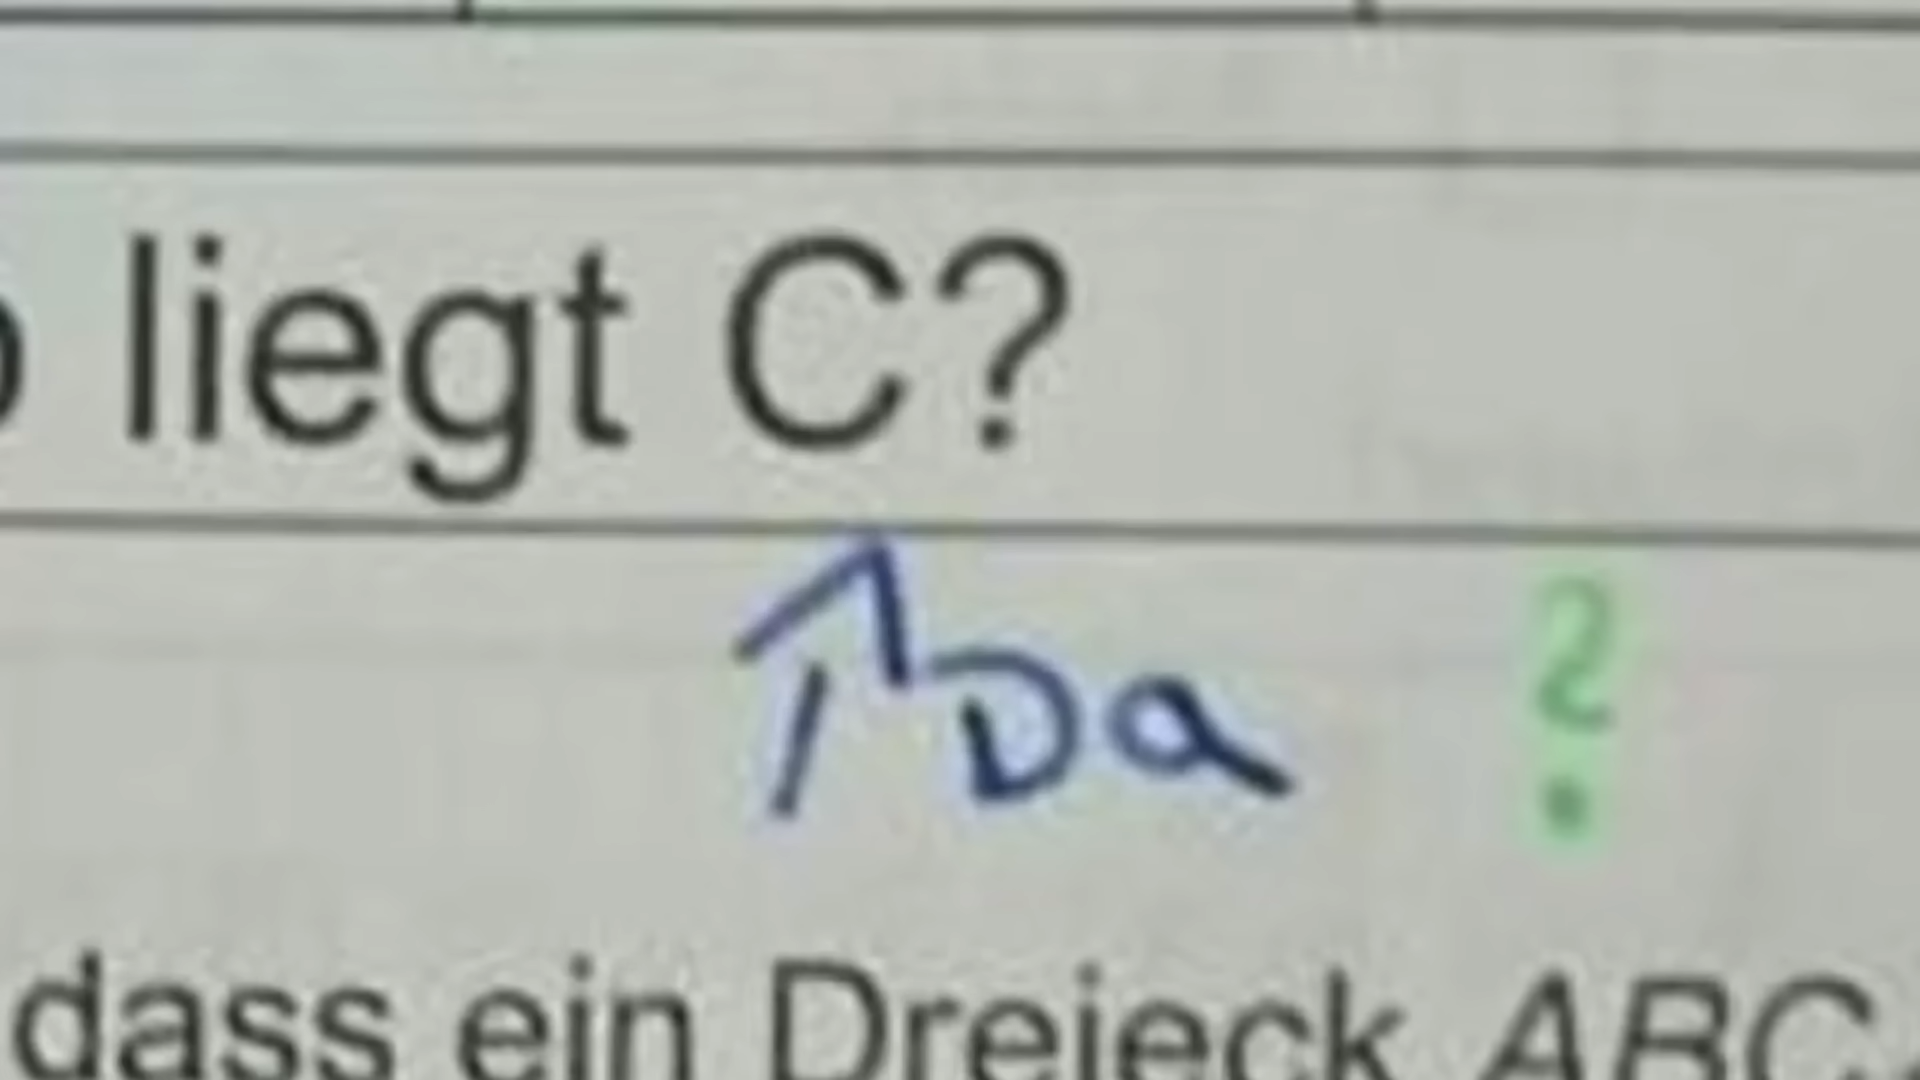 liegt C?
Da ?
dass ein Dreieck ABC